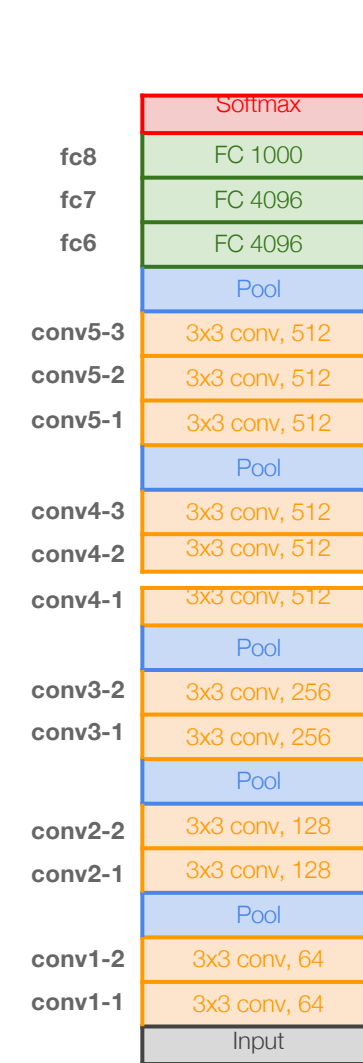 Softmax
fc8 FC 1000
fc7 FC 4096
fc6 FC 4096
Pool
conv5-3 3x3 conv, 512
conv5-2 3x3 conv, 512
conv5-1 3x3 conv, 512
Pool
conv4-3 3x3 conv, 512
conv4-2 3x3 conv, 512
conv4-1 3x3 conv, 512
Pool
conv3-2 3x3 conv, 256
conv3-1 3x3 conv, 256
Pool
conv2-2 3x3 conv, 128
conv2-1 3x3 conv, 128
Pool
conv1-2 3x3 conv, 64
conv1-1 3x3 conv, 64
Input